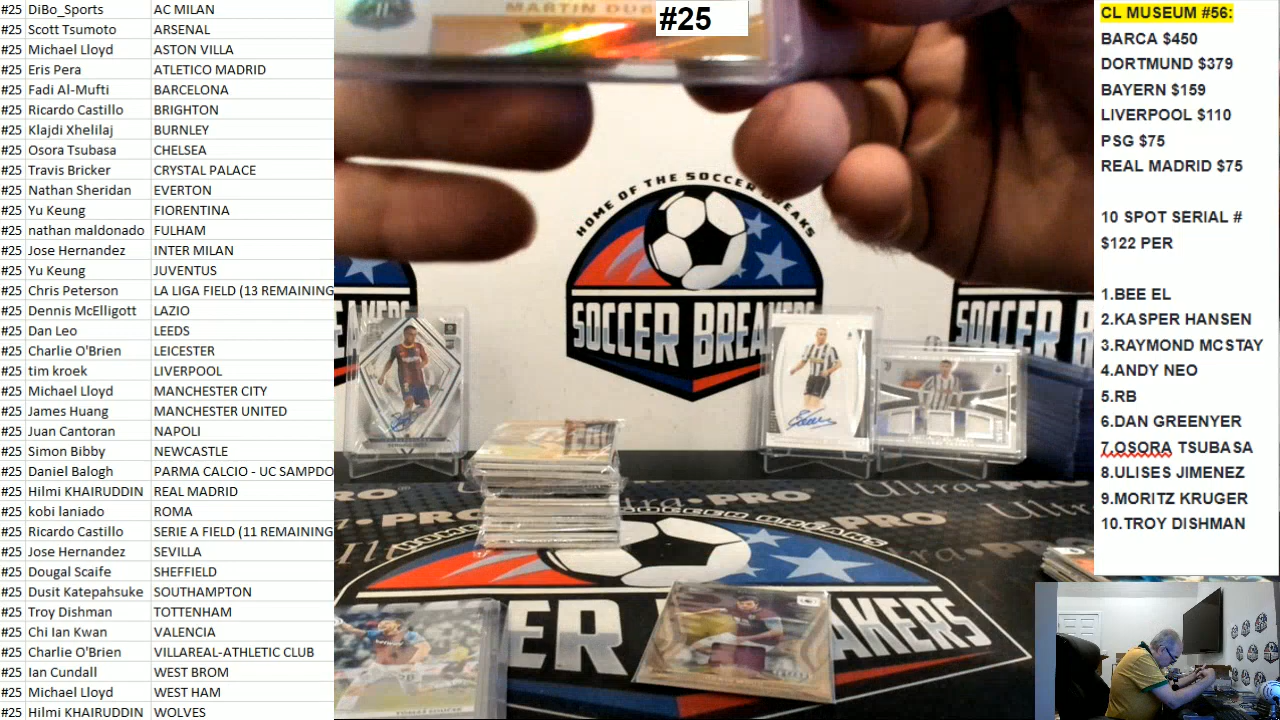 #25 DiBo_Sports AC MILAN
#25 Scott Tsumoto ARSENAL
#25 Michael Lloyd ASTON VILLA
#25 Eris Pera ATLETICO MADRID
#25 Fadi Al-Mufti BARCELONA
#25 Ricardo Castillo BRIGHTON
#25 Klajdi Xhelilaj BURNLEY
#25 Osora Tsubasa CHELSEA
#25 Travis Bricker CRYSTAL PALACE
#25 Nathan Sheridan EVERTON
#25 Yu Keung FIORENTINA
#25 nathan maldonado FULHAM
#25 Jose Hernandez INTER MILAN
#25 Yu Keung JUVENTUS
#25 Chris Peterson LA LIGA FIELD (13 REMAINING
#25 Dennis McElligott LAZIO
#25 Dan Leo LEEDS
#25 Charlie O'Brien LEICESTER
#25 tim kroek LIVERPOOL
#25 Michael Lloyd MANCHESTER CITY
#25 James Huang MANCHESTER UNITED
#25 Juan Cantoran NAPOLI
#25 Simon Bibby NEWCASTLE
#25 Daniel Balogh PARMA CALCIO - UC SAMPDO
#25 Hilmi KHAIRUDDIN REAL MADRID
#25 kobi laniado ROMA
#25 Ricardo Castillo SERIE A FIELD (11 REMAINING
#25 Jose Hernandez SEVILLA
#25 Dougal Scaife SHEFFIELD
#25 Dusit Katepahsuke SOUTHAMPTON
#25 Troy Dishman TOTTENHAM
#25 Chi Ian Kwan VALENCIA
#25 Charlie O'Brien VILLAREAL-ATHLETIC CLUB
#25 Ian Cundall WEST BROM
#25 Michael Lloyd WEST HAM
#25 Hilmi KHAIRUDDIN WOLVES
MARTIN
#25
HOME OF THE SOCCER BREAKS
SOCCER BREAKERS
SOCCER
Ultra PRO
SOCCER BREAKERS
CL MUSEUM #56:
BARCA $450
DORTMUND $379
BAYERN $159
LIVERPOOL $110
PSG $75
REAL MADRID $75
10 SPOT SERIAL #
$122 PER
1.BEE EL
2.KASPER HANSEN
3.RAYMOND MCSTAY
4.ANDY NEO
5.RB
6.DAN GREENYER
7.OSORA TSUBASA
8.ULISES JIMENEZ
9.MORITZ KRUGER
10.TROY DISHMAN